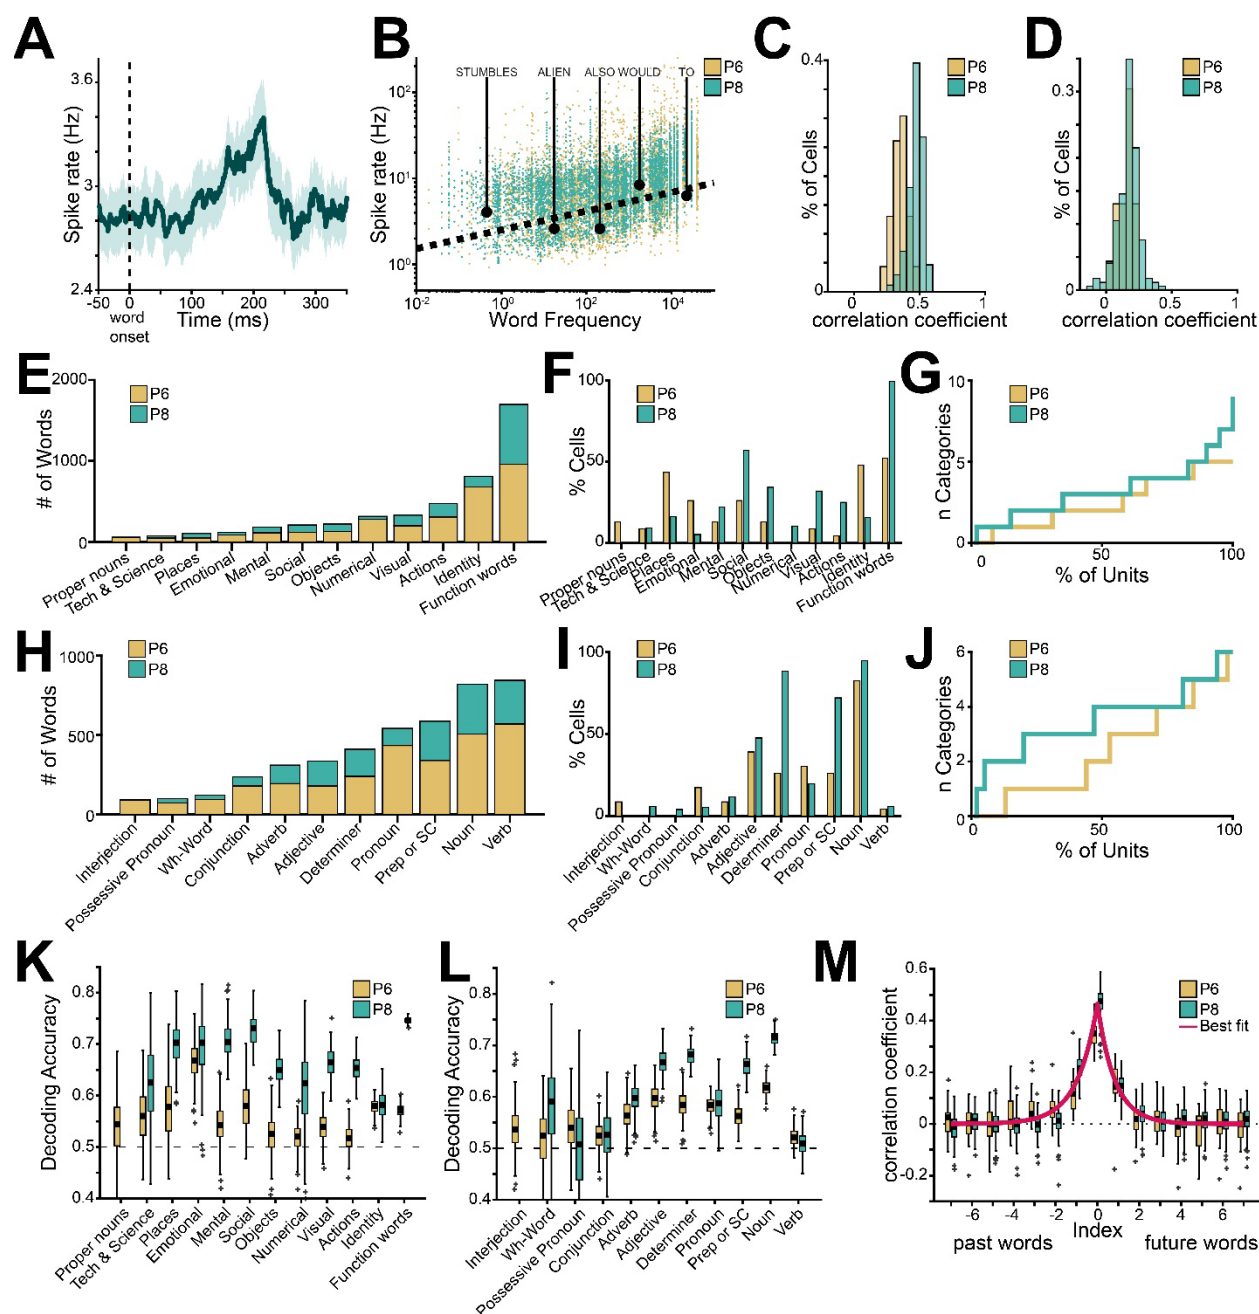 A
3.6
3
2.4
Spike rate (Hz)
-50
0
100
200
300
word
onset
Time (ms)
B
STUMBLES
ALIEN
ALSO
WOULD
TO
P6
P8
10²
10¹
10⁰
Spike rate (Hz)
10⁻²
10⁰
10²
10⁴
Word Frequency
C
0.4
0
% of Cells
P6
P8
0
0.5
1
correlation coefficient
D
0.3
0
% of Cells
P6
P8
0
0.5
1
correlation coefficient
E
2000
1000
0
# of Words
P6
P8
Proper nouns
Tech & Science
Places
Emotional
Mental
Social
Objects
Numerical
Visual
Actions
Identity
Function words
F
100
50
0
% Cells
P6
P8
Proper nouns
Tech & Science
Places
Emotional
Mental
Social
Objects
Numerical
Visual
Actions
Identity
Function words
G
10
5
0
n Categories
P6
P8
0
50
100
% of Units
H
1000
500
0
# of Words
P6
P8
Interjection
Possessive Pronoun
Wh-Word
Conjunction
Adverb
Adjective
Determiner
Pronoun
Prep or SC
Noun
Verb
I
100
50
0
% Cells
P6
P8
Interjection
Wh-Word
Possessive Pronoun
Conjunction
Adverb
Adjective
Determiner
Pronoun
Prep or SC
Noun
Verb
J
6
4
2
0
n Categories
P6
P8
0
50
100
% of Units
K
0.8
0.7
0.6
0.5
0.4
Decoding Accuracy
P6
P8
Proper nouns
Tech & Science
Places
Emotional
Mental
Social
Objects
Numerical
Visual
Actions
Identity
Function words
L
0.8
0.7
0.6
0.5
0.4
Decoding Accuracy
P6
P8
Interjection
Wh-Word
Possessive Pronoun
Conjunction
Adverb
Adjective
Determiner
Pronoun
Prep or SC
Noun
Verb
M
0.6
0.4
0.2
0
-0.2
correlation coefficient
P6
P8
Best fit
-6
-4
-2
0
2
4
6
past words
Index
future words